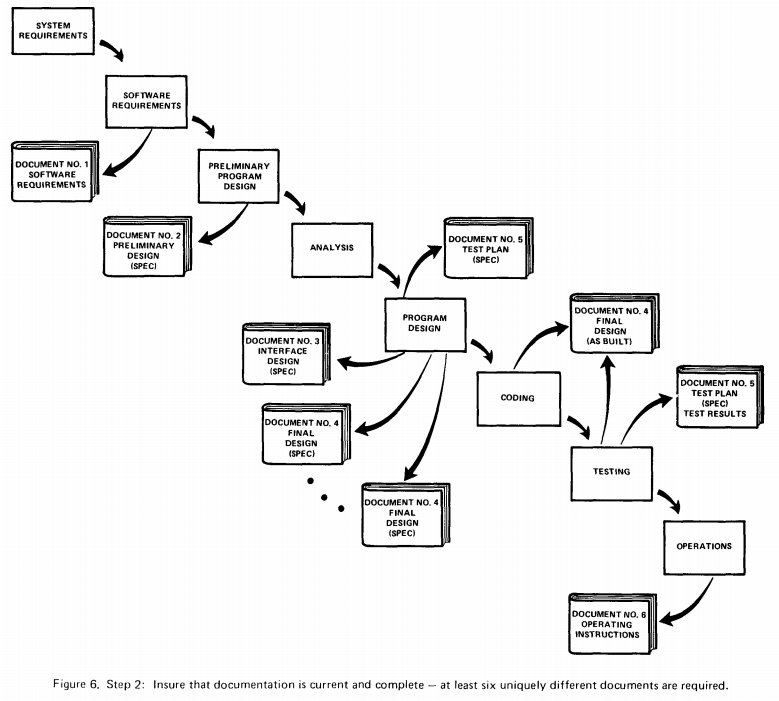 SYSTEM
REQUIREMENTS
SOFTWARE
REQUIREMENTS
DOCUMENT NO. 1
SOFTWARE
REQUIREMENTS
PRELIMINARY
PROGRAM
DESIGN
DOCUMENT NO. 2
PRELIMINARY
DESIGN
(SPEC)
ANALYSIS
DOCUMENT NO. 5
TEST PLAN
(SPEC)
PROGRAM
DESIGN
DOCUMENT NO. 3
INTERFACE
DESIGN
(SPEC)
DOCUMENT NO. 4
FINAL
DESIGN
(AS BUILT)
CODING
DOCUMENT NO. 5
TEST PLAN
(SPEC)
TEST RESULTS
DOCUMENT NO. 4
FINAL
DESIGN
(SPEC)
TESTING
DOCUMENT NO. 4
FINAL
DESIGN
(SPEC)
OPERATIONS
DOCUMENT NO. 6
OPERATING
INSTRUCTIONS
Figure 6. Step 2: Insure that documentation is current and complete – at least six uniquely different documents are required.